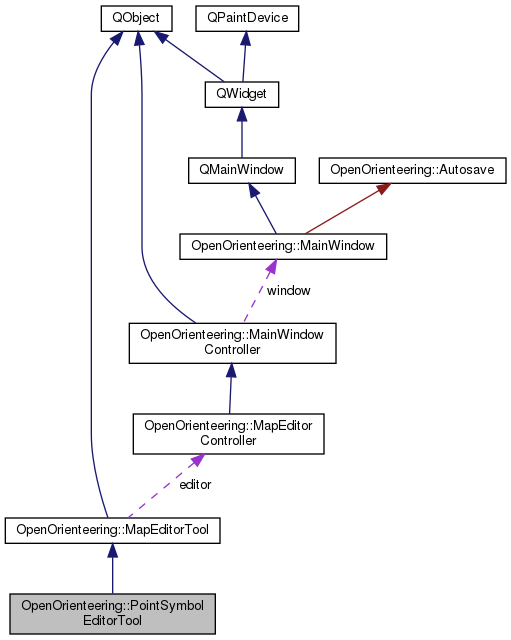 QObject
QPaintDevice
QWidget
QMainWindow
OpenOrienteering::Autosave
OpenOrienteering::MainWindow
window
OpenOrienteering::MainWindow
Controller
OpenOrienteering::MapEditor
Controller
editor
OpenOrienteering::MapEditorTool
OpenOrienteering::PointSymbol
EditorTool